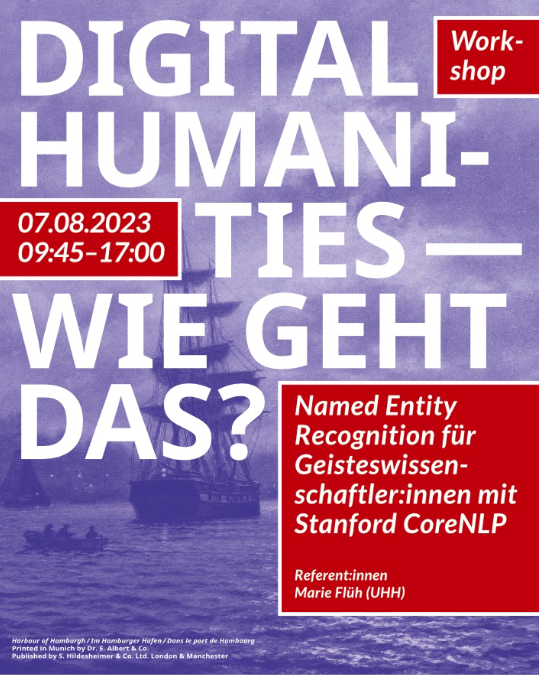 DIGITAL
Work-
shop
HUMANI-
07.08.2023
09:45–17:00
TIES —
WIE GEHT
DAS?
Named Entity
Recognition für
Geisteswissen-
schaftler:innen mit
Stanford CoreNLP
Referent:innen
Marie Flüh (UHH)
Harbour of Hamburgh / Im Hamburger Hafen / Dans le port de Hambourg
Printed in Munich by Dr. E. Albert & Co
Published by S. Hildesheimer & Co. Ltd. London & Manchester